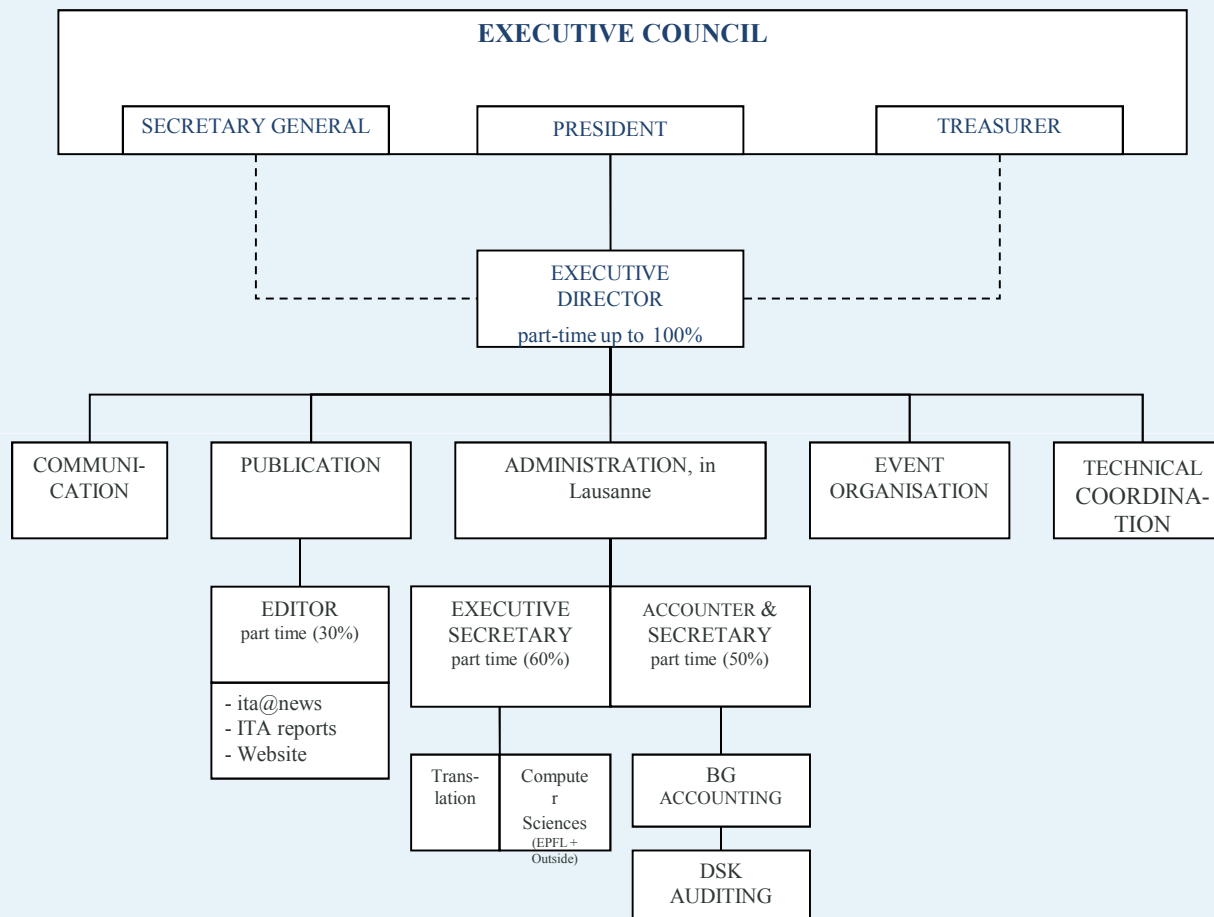 EXECUTIVE COUNCIL
SECRETARY GENERAL
PRESIDENT
TREASURER
EXECUTIVE
DIRECTOR
part-time up to 100%
COMMUNI-
CATION
PUBLICATION
ADMINISTRATION, in
Lausanne
EVENT
ORGANISATION
TECHNICAL
COORDINA-
TION
EDITOR
part time (30%)
- ita@news
- ITA reports
- Website
EXECUTIVE
SECRETARY
part time (60%)
ACCOUNTER &
SECRETARY
part time (50%)
Trans-
lation
Compute
r
Sciences
(EPFL +
Outside)
BG
ACCOUNTING
DSK
AUDITING